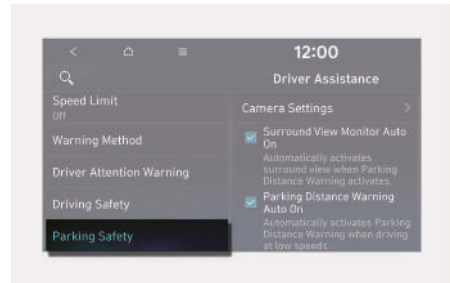 12:00
Driver Assistance
Speed Limit
Off
Warning Method
Driver Attention Warning
Driving Safety
Parking Safety
Camera Settings
Surround View Monitor Auto
On
Automatically activates
surround view when Parking
Distance Warning activates.
Parking Distance Warning
Auto On
Automatically activates Parking
Distance Warning when driving
at low speeds.